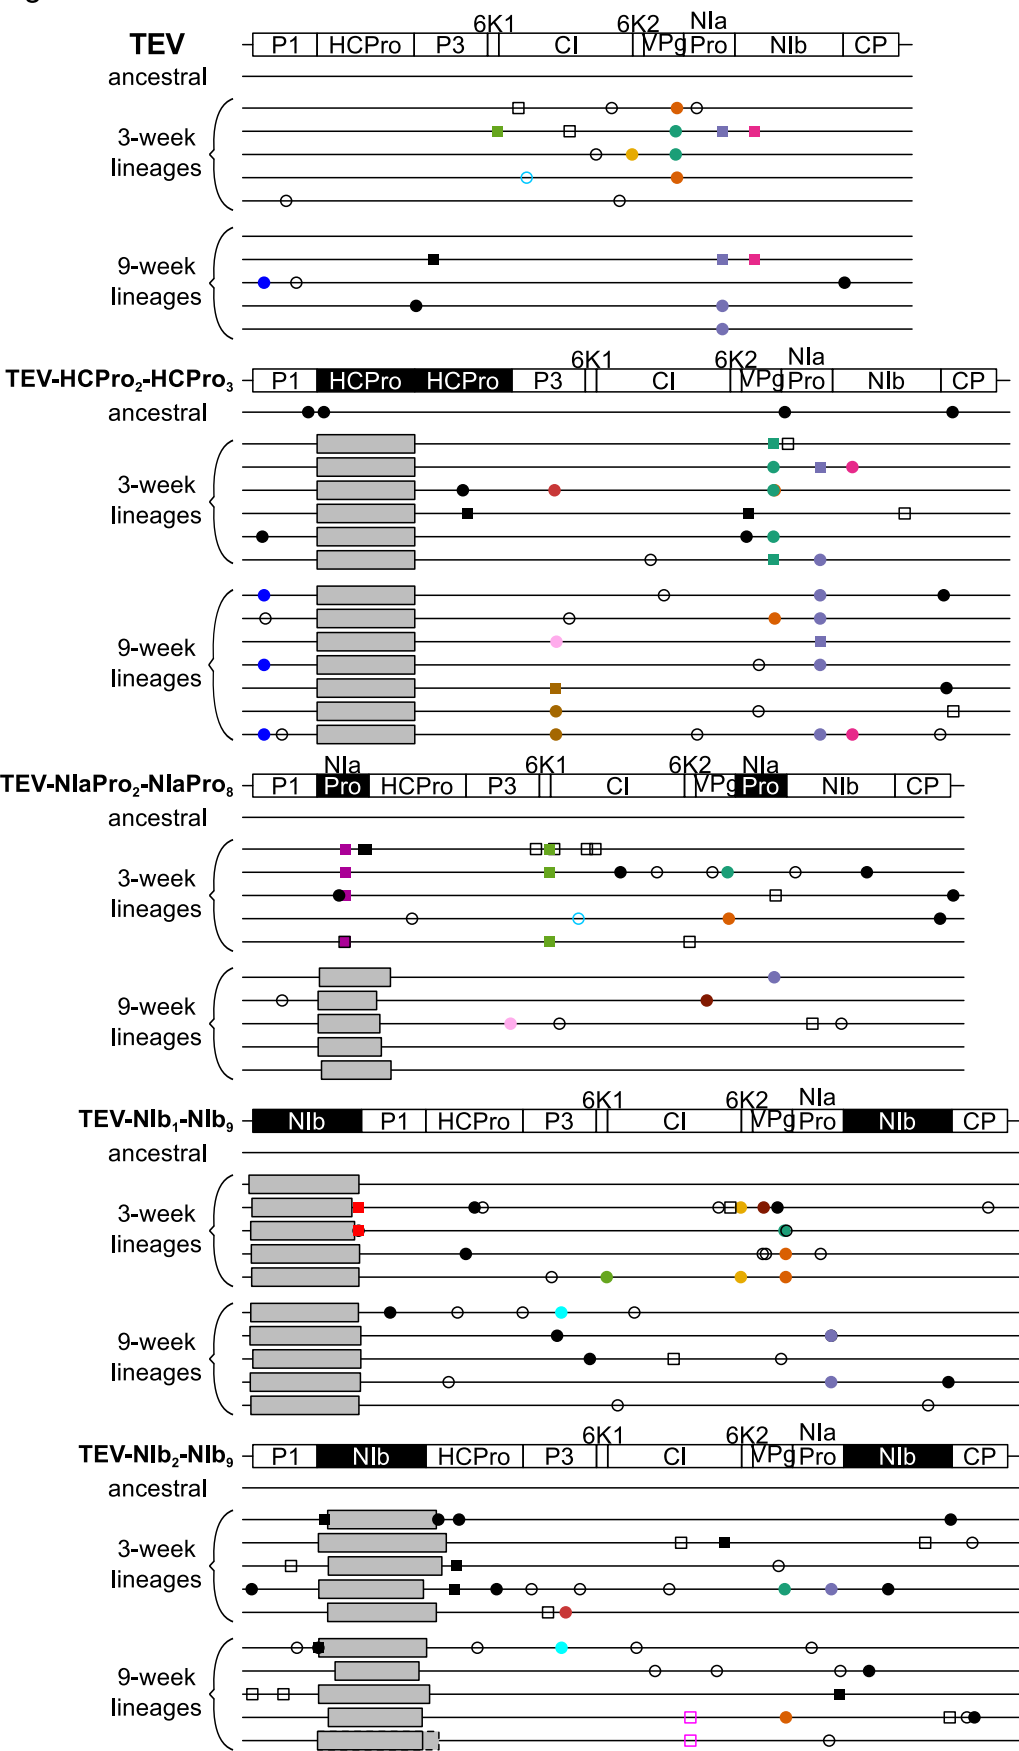 6K1 6K2 NIa
TEV P1 HCPro P3 CI VPg Pro NIb CP
ancestral
3-week
lineages
9-week
lineages
6K1 6K2 NIa
TEV-HCPro₂-HCPro₃ P1 HCPro HCPro P3 CI VPg Pro NIb CP
ancestral
3-week
lineages
9-week
lineages
NIa 6K1 6K2 NIa
TEV-NIaPro₂-NIaPro₈ P1 Pro HCPro P3 CI VPg Pro NIb CP
ancestral
3-week
lineages
9-week
lineages
6K1 6K2 NIa
TEV-NIb₁-NIb₉ NIb P1 HCPro P3 CI VPg Pro NIb CP
ancestral
3-week
lineages
9-week
lineages
6K1 6K2 NIa
TEV-NIb₂-NIb₉ P1 NIb HCPro P3 CI VPg Pro NIb CP
ancestral
3-week
lineages
9-week
lineages